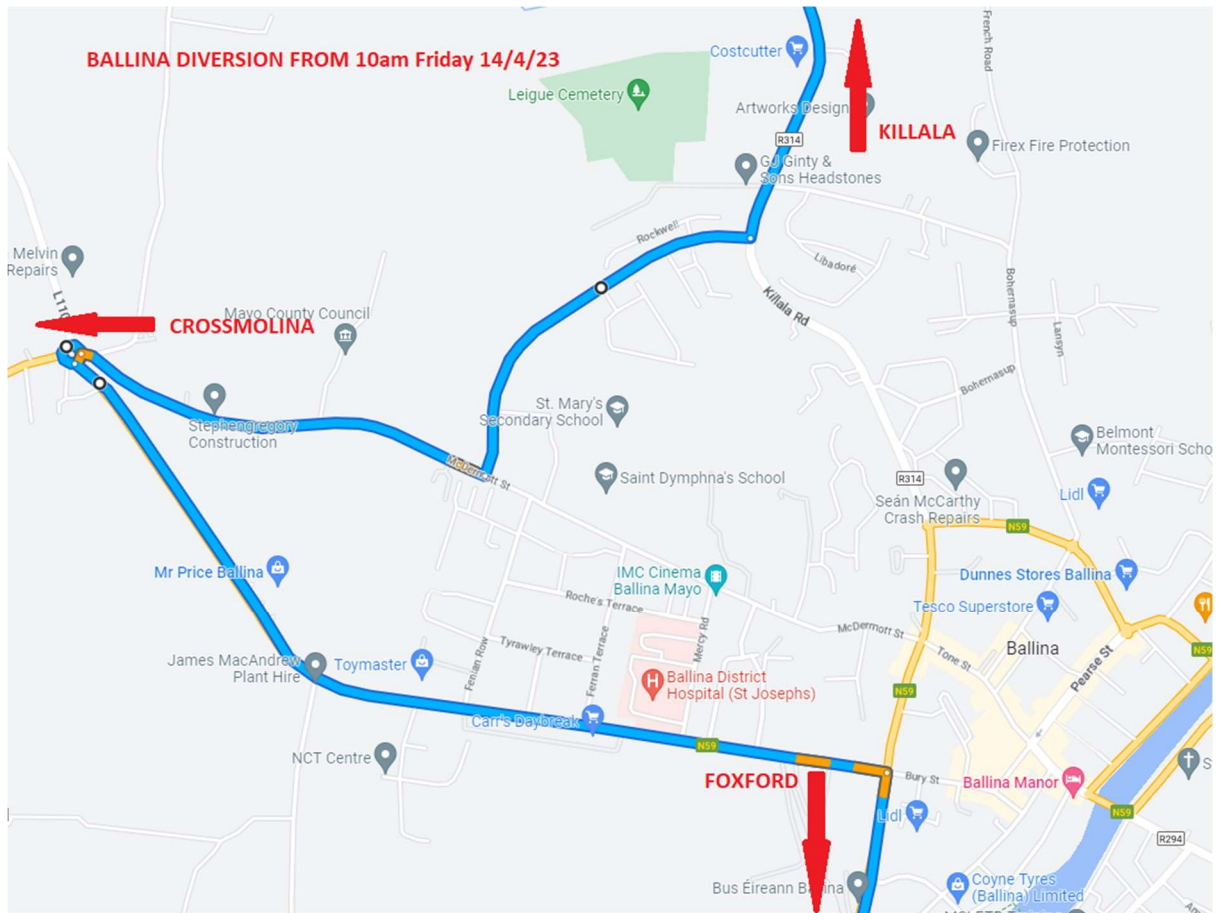 BALLINA DIVERSION FROM 10am Friday 14/4/23
Costcutter
French Road
Leigue Cemetery
Artworks Design
KILLALA
R314
Firex Fire Protection
GJ Ginty &
Sons Headstones
Rockwell
Melvin
Repairs
Libadoré
Bohernasup
L110
Mayo County Council
CROSSMOLINA
Killala Rd
Lansyn
Bohernasup
Stephengregory
Construction
St. Mary's
Secondary School
Belmont
Montessori Scho
McDermott St
Saint Dymphna's School
R314
Lidl
Seán McCarthy
Crash Repairs
N59
Mr Price Ballina
IMC Cinema
Ballina Mayo
Dunnes Stores Ballina
Roche's Terrace
Tesco Superstore
McDermott St
Mercy Rd
Tyrawley Terrace
Ferran Terrace
Fenian Row
Tone St
Ballina
N59
James MacAndrew
Plant Hire
Toymaster
Ballina District
Hospital (St Josephs)
Pearse St
N59
Carr's Daybreak
N59
NCT Centre
FOXFORD
Bury St
Ballina Manor
S
Lidl
N59
R294
Bus Éireann Ballina
Coyne Tyres
(Ballina) Limited